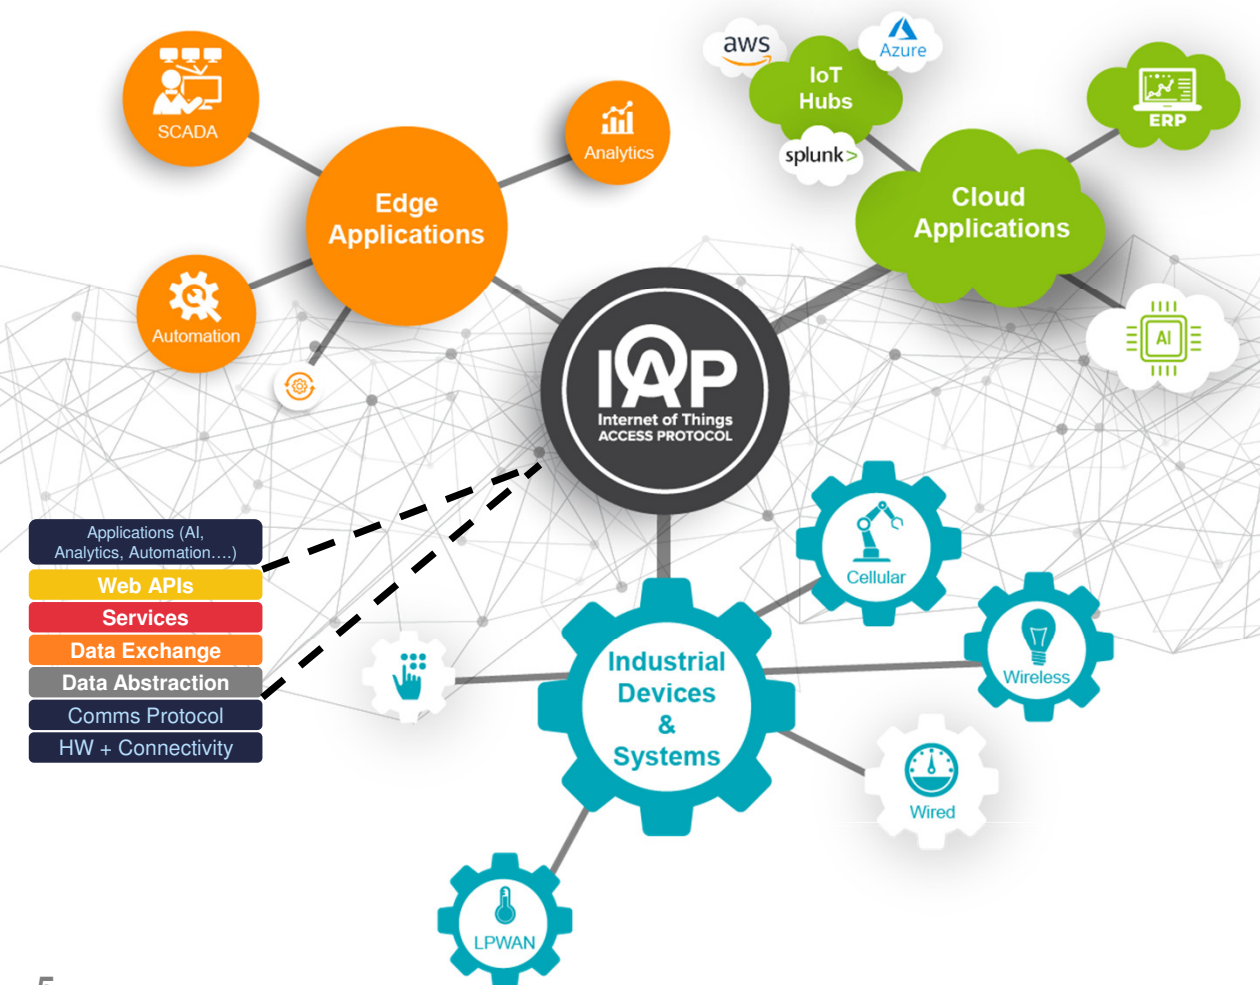 SCADA
Analytics
Edge
Applications
Automation
aws
Azure
IoT
Hubs
splunk>
ERP
Cloud
Applications
AI
IOAP
Internet of Things
ACCESS PROTOCOL
Applications (AI,
Analytics, Automation....)
Web APIs
Services
Data Exchange
Data Abstraction
Comms Protocol
HW + Connectivity
Cellular
Wireless
Industrial
Devices
&
Systems
Wired
LPWAN